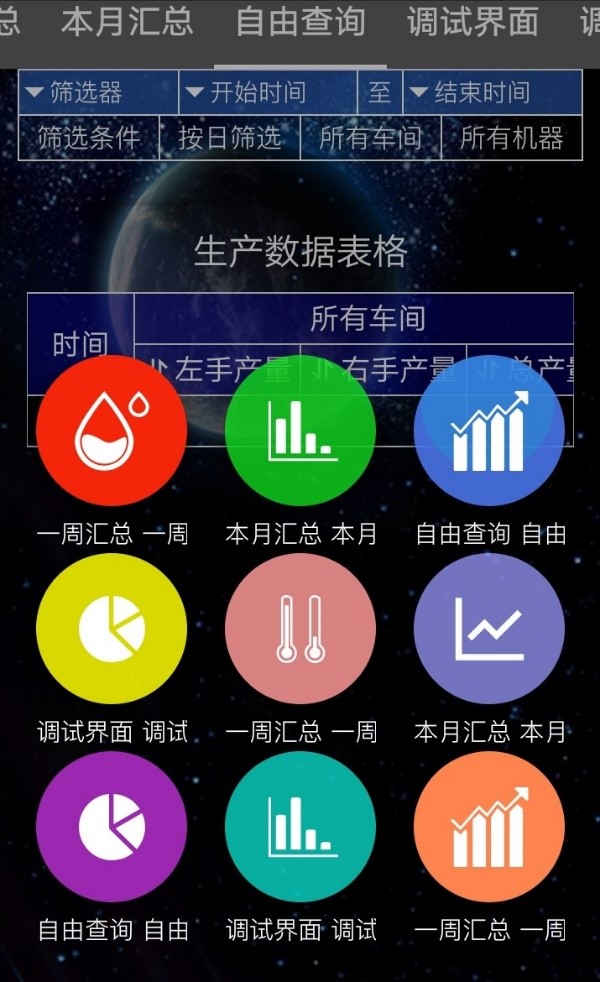 总 本月汇总 自由查询 调试界面 调
筛选器 开始时间 至 结束时间
筛选条件 按日筛选 所有车间 所有机器
生产数据表格
所有车间
时间
左手产量 右手产量 总产量
一周汇总 一周 本月汇总 本月 自由查询 自由
调试界面 调试 一周汇总 一周 本月汇总 本月
自由查询 自由 调试界面 调试 一周汇总 一周